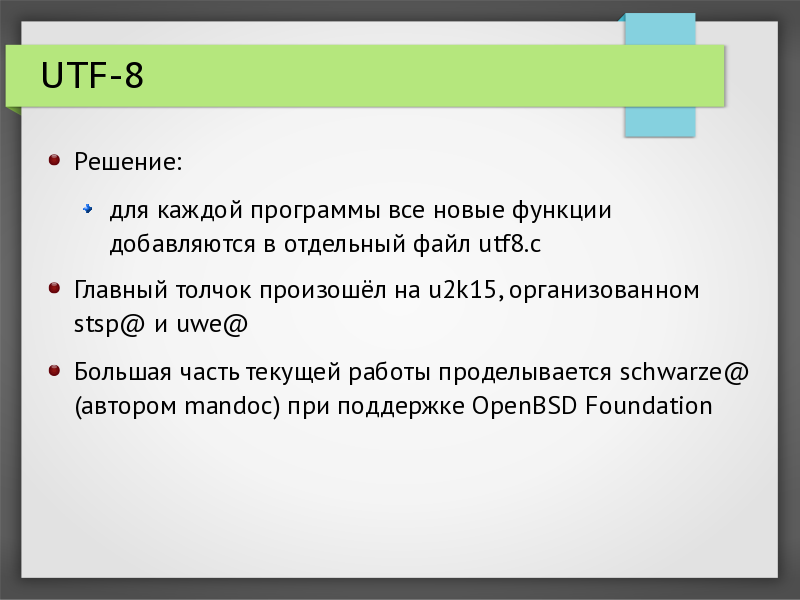 UTF-8
Решение:
для каждой программы все новые функции
добавляются в отдельный файл utf8.c
Главный толчок произошёл на u2k15, организованном
stsp@ и uwe@
Большая часть текущей работы проделывается schwarze@
(автором mandoc) при поддержке OpenBSD Foundation